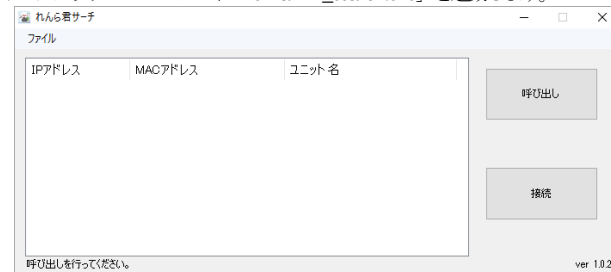 れんら君サーチ
ファイル
IPアドレス MACアドレス ユニット名
呼び出し
接続
呼び出しを行ってください。
ver 1.0.2